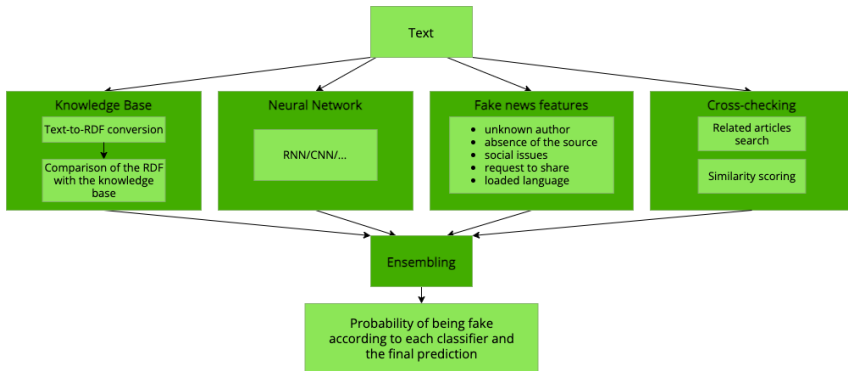 Text
Knowledge Base
Text-to-RDF conversion
Comparison of the RDF
with the knowledge
base
Neural Network
RNN/CNN/...
Fake news features
• unknown author
• absence of the source
• social issues
• request to share
• loaded language
Cross-checking
Related articles
search
Similarity scoring
Ensembling
Probability of being fake
according to each classifier and
the final prediction